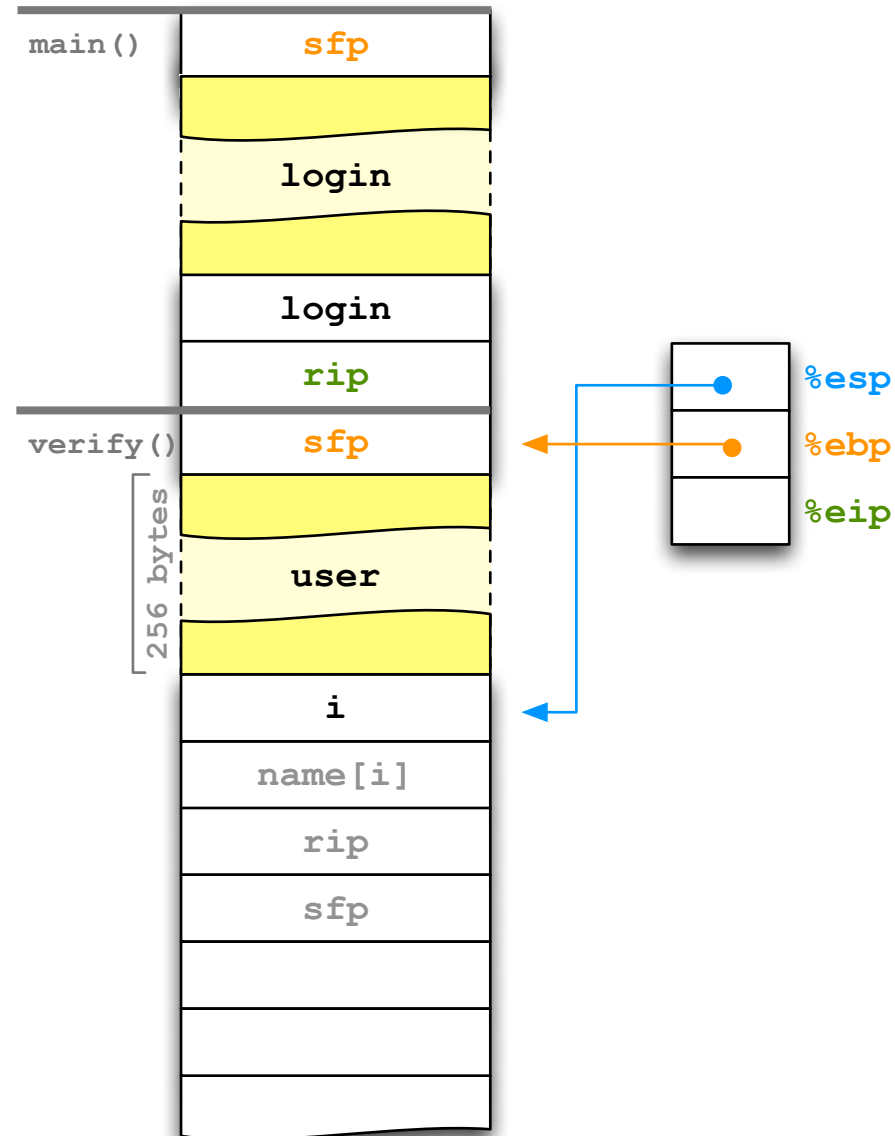 main()
sfp
login
login
rip
%esp
verify()
sfp
%ebp
%eip
256 bytes
user
i
name[i]
rip
sfp